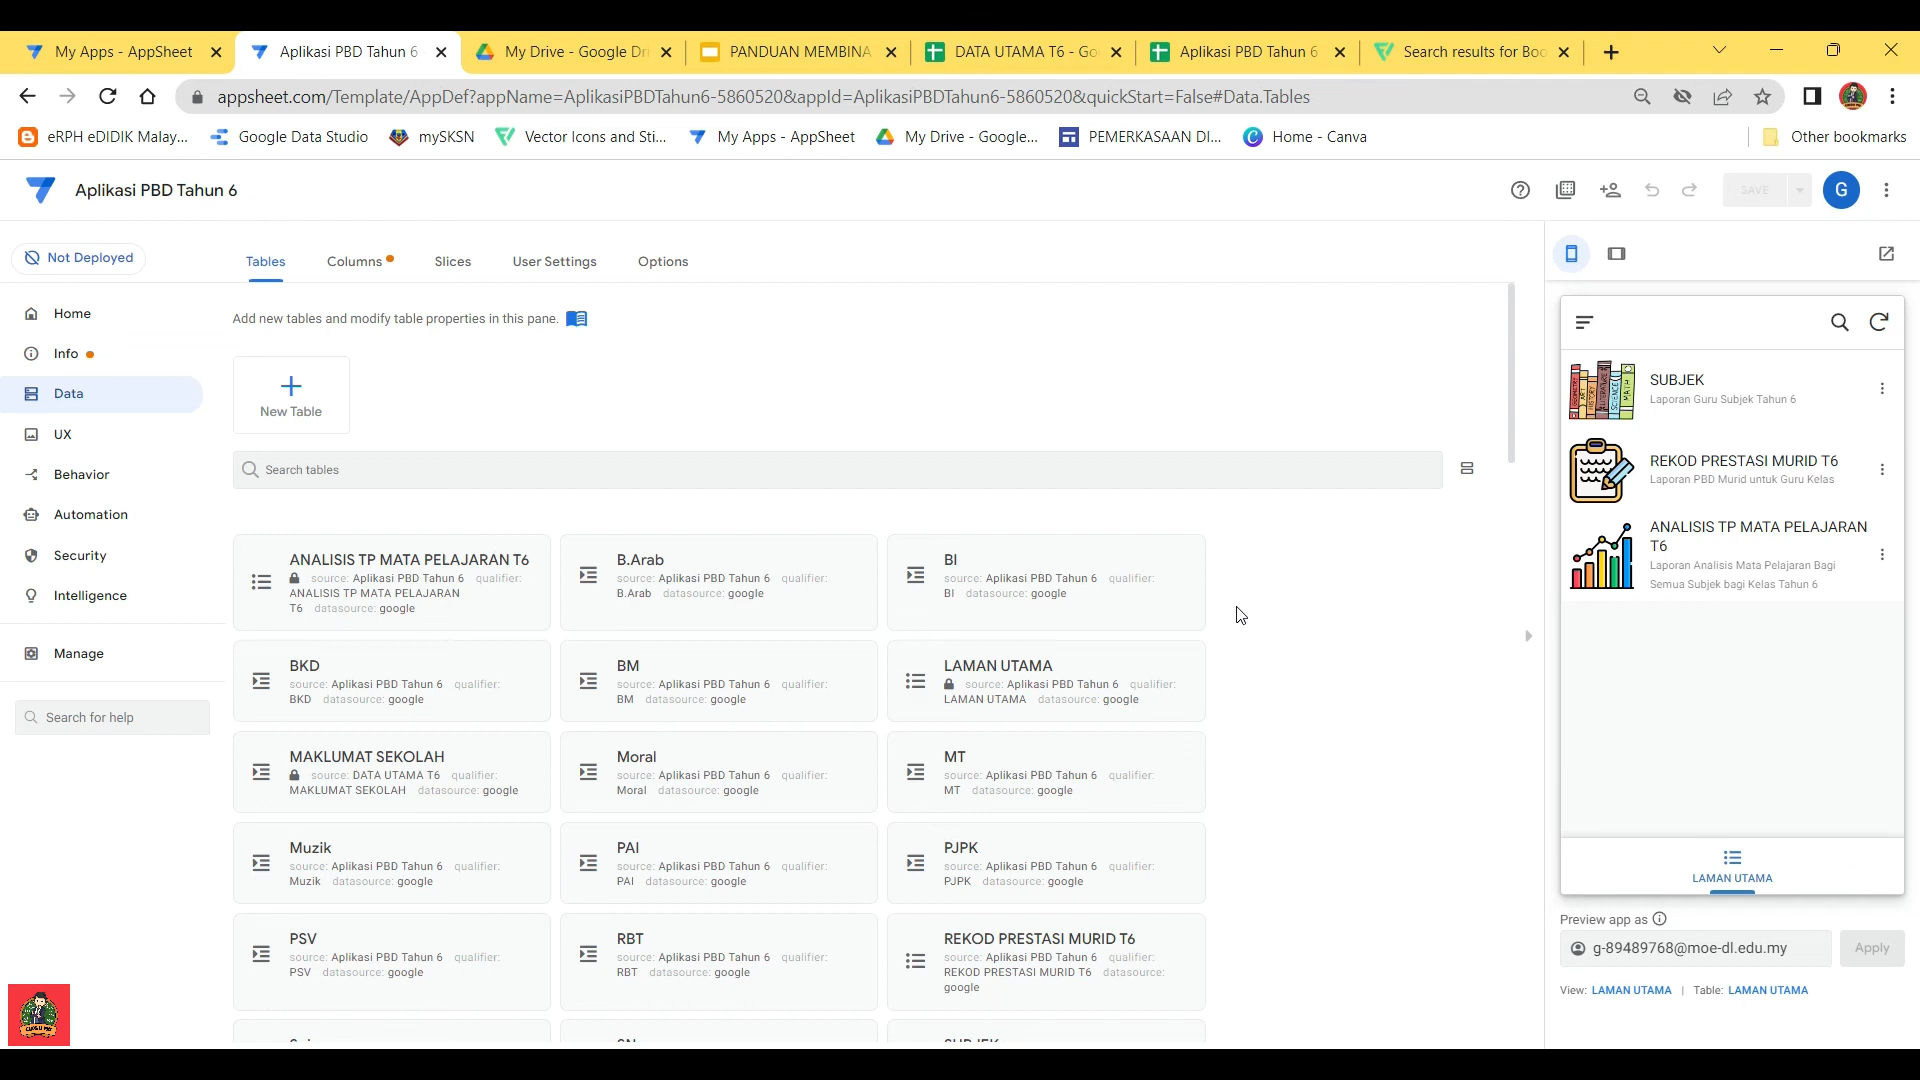 My Apps - AppSheet
Aplikasi PBD Tahun 6
My Drive - Google Dri
PANDUAN MEMBINA
DATA UTAMA T6 - Go
Aplikasi PBD Tahun 6
Search results for Boo
appsheet.com/Template/AppDef?appName=AplikasiPBDTahun6-5860520&appId=AplikasiPBDTahun6-5860520&quickStart=False#Data.Tables
eRPH eDIDIK Malay...
Google Data Studio
mySKSN
Vector Icons and Sti...
My Apps - AppSheet
My Drive - Google...
PEMERKASAAN DI...
Home - Canva
Other bookmarks
Aplikasi PBD Tahun 6
SAVE
G
Not Deployed
Home
Info
Data
UX
Behavior
Automation
Security
Intelligence
Manage
Search for help
Tables
Columns
Slices
User Settings
Options
Add new tables and modify table properties in this pane.
New Table
Search tables
ANALISIS TP MATA PELAJARAN T6
source: Aplikasi PBD Tahun 6 qualifier:
ANALISIS TP MATA PELAJARAN
T6 datasource: google
B.Arab
source: Aplikasi PBD Tahun 6 qualifier:
B.Arab datasource: google
BI
source: Aplikasi PBD Tahun 6 qualifier:
BI datasource: google
BKD
source: Aplikasi PBD Tahun 6 qualifier:
BKD datasource: google
BM
source: Aplikasi PBD Tahun 6 qualifier:
BM datasource: google
LAMAN UTAMA
source: Aplikasi PBD Tahun 6 qualifier:
LAMAN UTAMA datasource: google
MAKLUMAT SEKOLAH
source: DATA UTAMA T6 qualifier:
MAKLUMAT SEKOLAH datasource: google
Moral
source: Aplikasi PBD Tahun 6 qualifier:
Moral datasource: google
MT
source: Aplikasi PBD Tahun 6 qualifier:
MT datasource: google
Muzik
source: Aplikasi PBD Tahun 6 qualifier:
Muzik datasource: google
PAI
source: Aplikasi PBD Tahun 6 qualifier:
PAI datasource: google
PJPK
source: Aplikasi PBD Tahun 6 qualifier:
PJPK datasource: google
PSV
source: Aplikasi PBD Tahun 6 qualifier:
PSV datasource: google
RBT
source: Aplikasi PBD Tahun 6 qualifier:
RBT datasource: google
REKOD PRESTASI MURID T6
source: Aplikasi PBD Tahun 6 qualifier:
REKOD PRESTASI MURID T6 datasource:
google
SUBJEK
Laporan Guru Subjek Tahun 6
REKOD PRESTASI MURID T6
Laporan PBD Murid untuk Guru Kelas
ANALISIS TP MATA PELAJARAN
T6
Laporan Analisis Mata Pelajaran Bagi
Semua Subjek bagi Kelas Tahun 6
LAMAN UTAMA
Preview app as
g-89489768@moe-dl.edu.my
Apply
View: LAMAN UTAMA | Table: LAMAN UTAMA